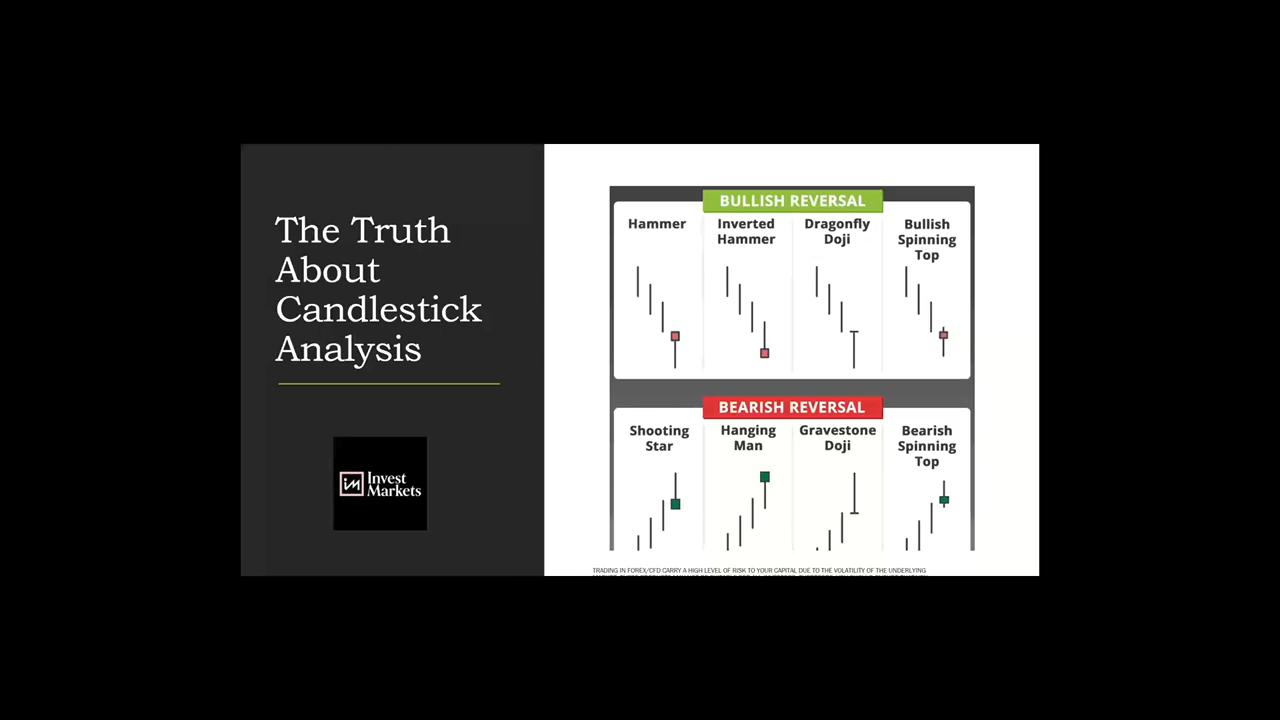 The Truth
About
Candlestick
Analysis
im Invest
Markets
BULLISH REVERSAL
Hammer
Inverted
Hammer
Dragonfly
Doji
Bullish
Spinning
Top
BEARISH REVERSAL
Shooting
Star
Hanging
Man
Gravestone
Doji
Bearish
Spinning
Top
TRADING IN FOREX/CFD CARRY A HIGH LEVEL OF RISK TO YOUR CAPITAL DUE TO THE VOLATILITY OF THE UNDERLYING